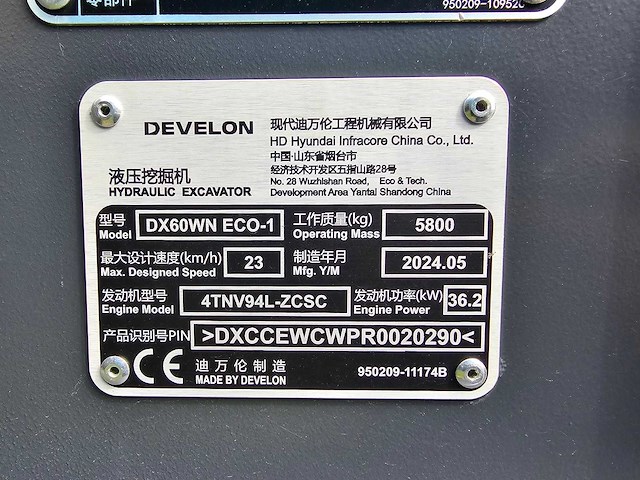 零部件
950209-10952C
DEVELON 现代迪万伦工程机械有限公司
HD Hyundai Infracore China Co., Ltd.
中国·山东省烟台市
经济技术开发区五指山路28号
No. 28 Wuzhishan Road, Eco & Tech.
Development Area Yantai Shandong China
液压挖掘机
HYDRAULIC EXCAVATOR
型号 DX60WN ECO-1 工作质量(kg) 5800
Model Operating Mass
最大设计速度(km/h) 23 制造年月 2024.05
Max. Designed Speed Mfg. Y/M
发动机型号 4TNV94L-ZCSC 发动机功率(kW) 36.2
Engine Model Engine Power
产品识别号PIN >DXCCEWCWPR0020290<
CE 迪万伦制造
MADE BY DEVELON 950209-11174B